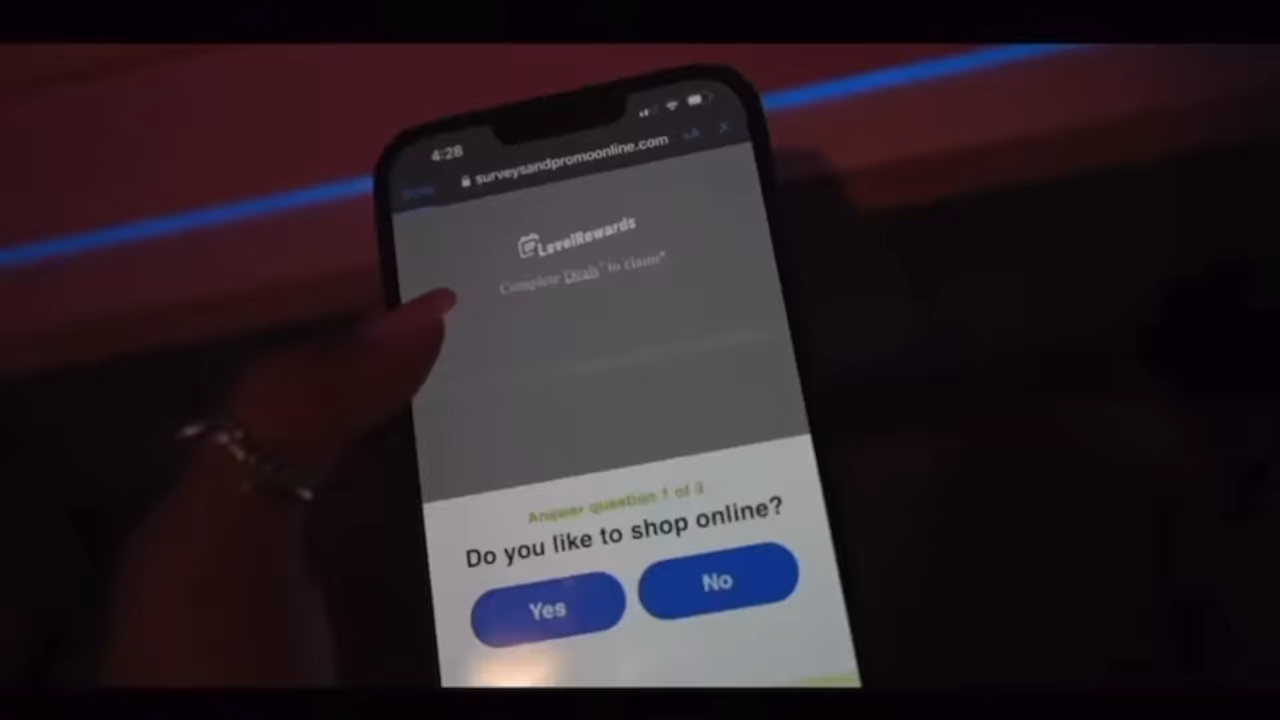 4:28
surveysandpromoonline.com AA
LevelRewards
Complete Deals* to claim*
Answer question 1 of 3
Do you like to shop online?
Yes
No